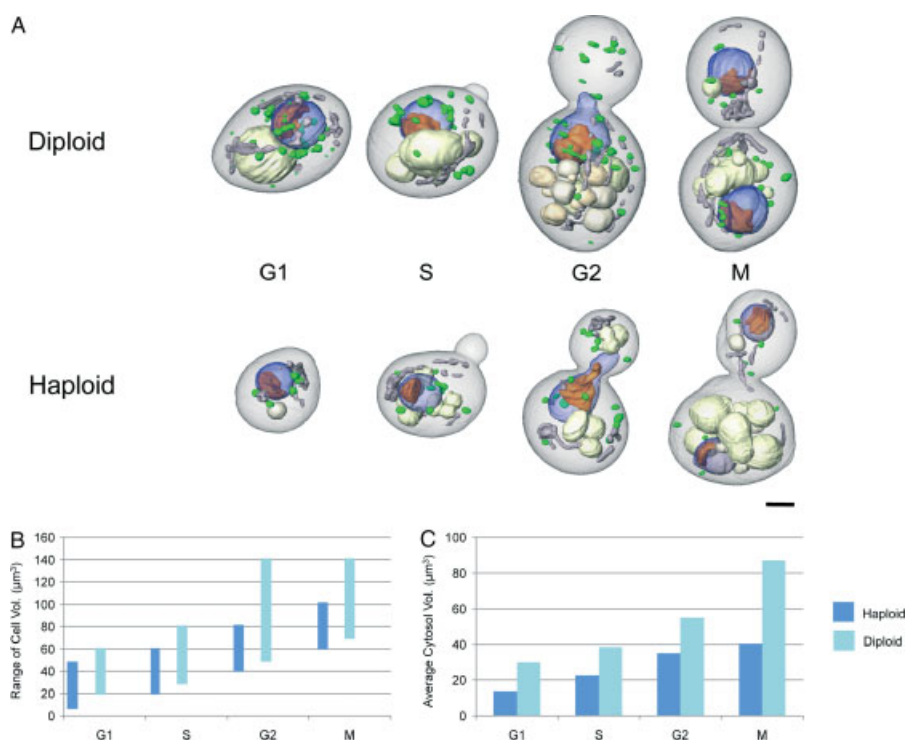 A
Diploid
G1 S G2 M
Haploid
B
Range of Cell Vol. (µm³)
160
140
120
100
80
60
40
20
0
G1 S G2 M
C
Average Cytosol Vol. (µm³)
100
80
60
40
20
0
G1 S G2 M
Haploid
Diploid